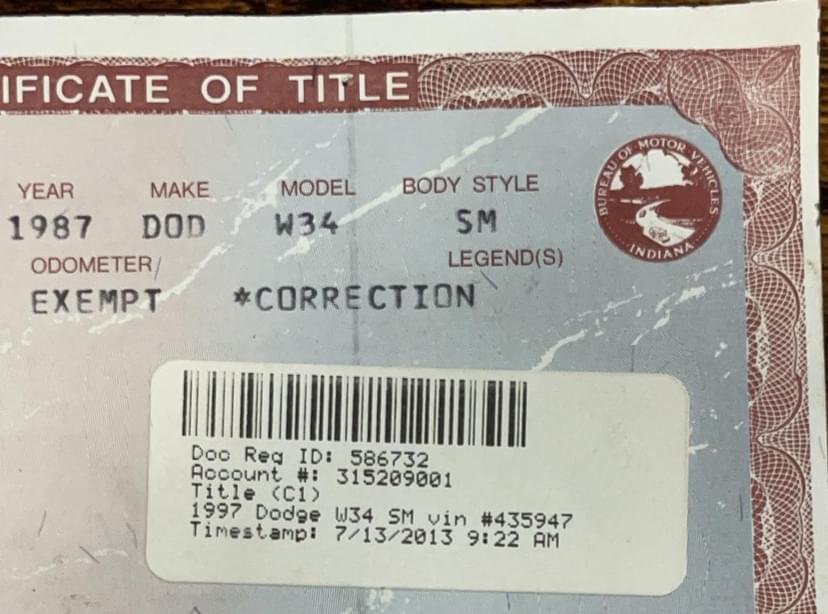 IFICATE OF TITLE
YEAR MAKE MODEL BODY STYLE
1987 DOD W34 SM
ODOMETER/ LEGEND(S)
EXEMPT *CORRECTION
BUREAU OF MOTOR VEHICLES
INDIANA
Doc Req ID: 586732
Account #: 315209001
Title (C1)
1997 Dodge W34 SM vin #435947
Timestamp: 7/13/2013 9:22 AM